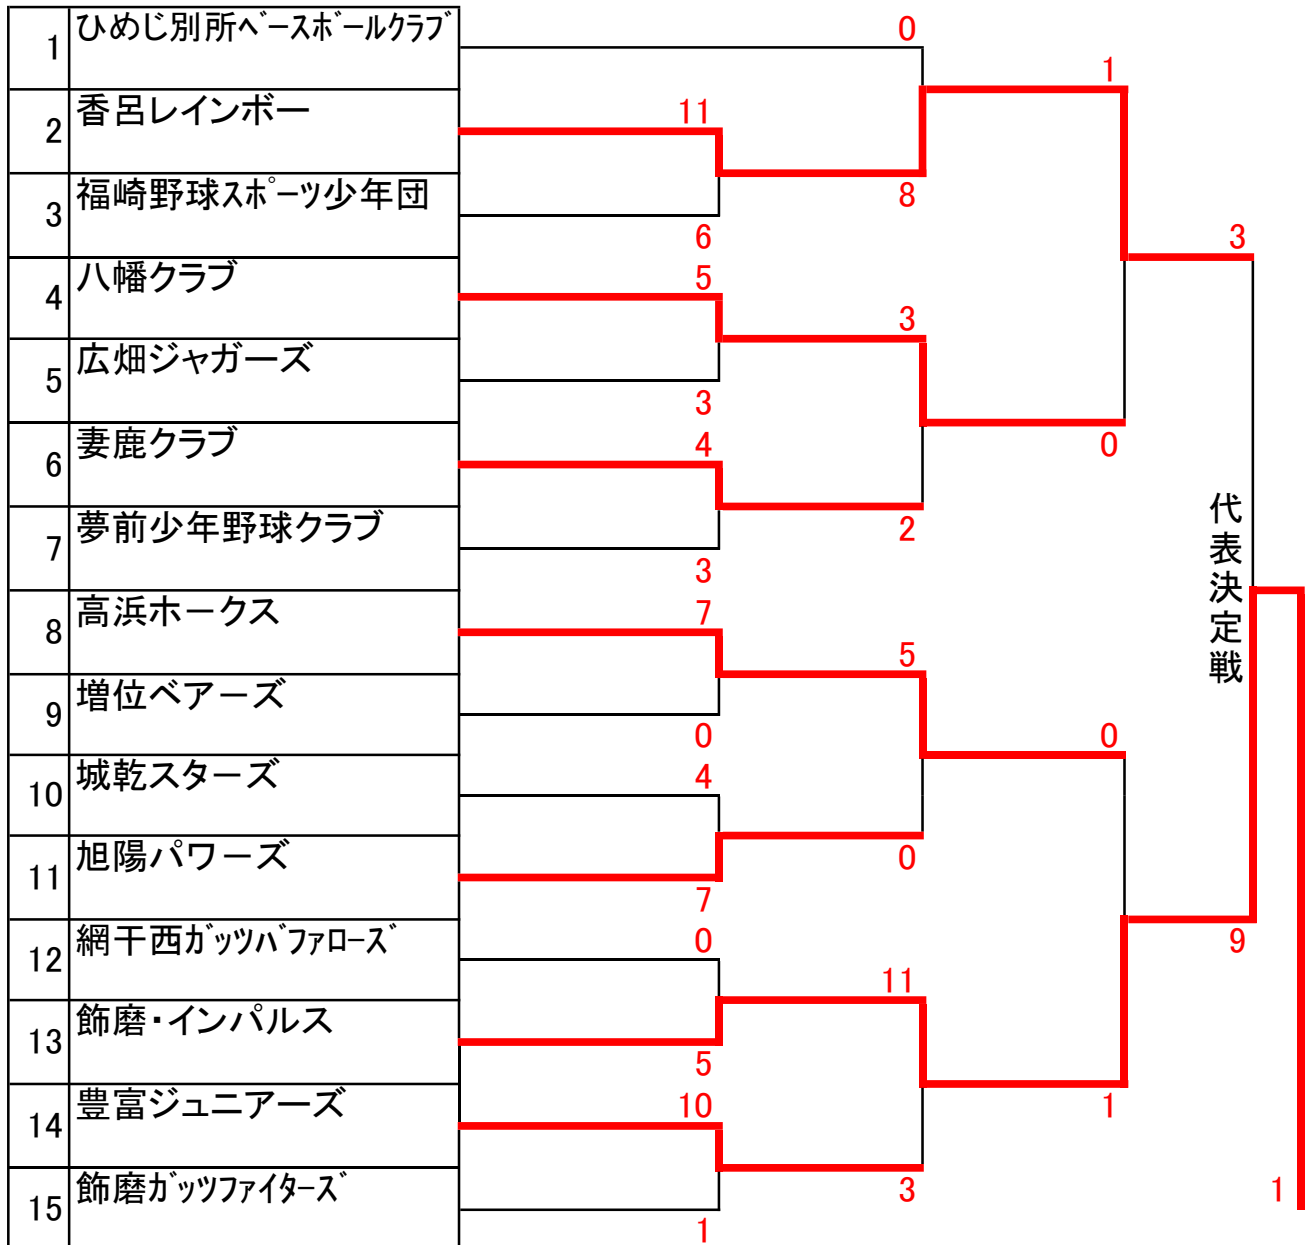 1 ひめじ別所ﾍﾞｰｽﾎﾞｰﾙｸﾗﾌﾞ 0
1
2 香呂レインボー 11
3 福崎野球ｽﾎﾟｰﾂ少年団 8
6 3
4 八幡クラブ 5
3
5 広畑ジャガーズ
3 0
6 妻鹿クラブ 4
2
7 夢前少年野球クラブ
3
代表決定戦
8 高浜ホークス 7
5
9 増位ベアーズ
0 0
10 城乾スターズ 4
11 旭陽パワーズ 0
7
12 網干西ｶﾞｯﾂﾊﾞﾌｧﾛｰｽﾞ 0 9
11
13 飾磨・インパルス
5
14 豊富ジュニアーズ 10 1
15 飾磨ｶﾞｯﾂﾌｧｲﾀｰｽﾞ 3 1
1